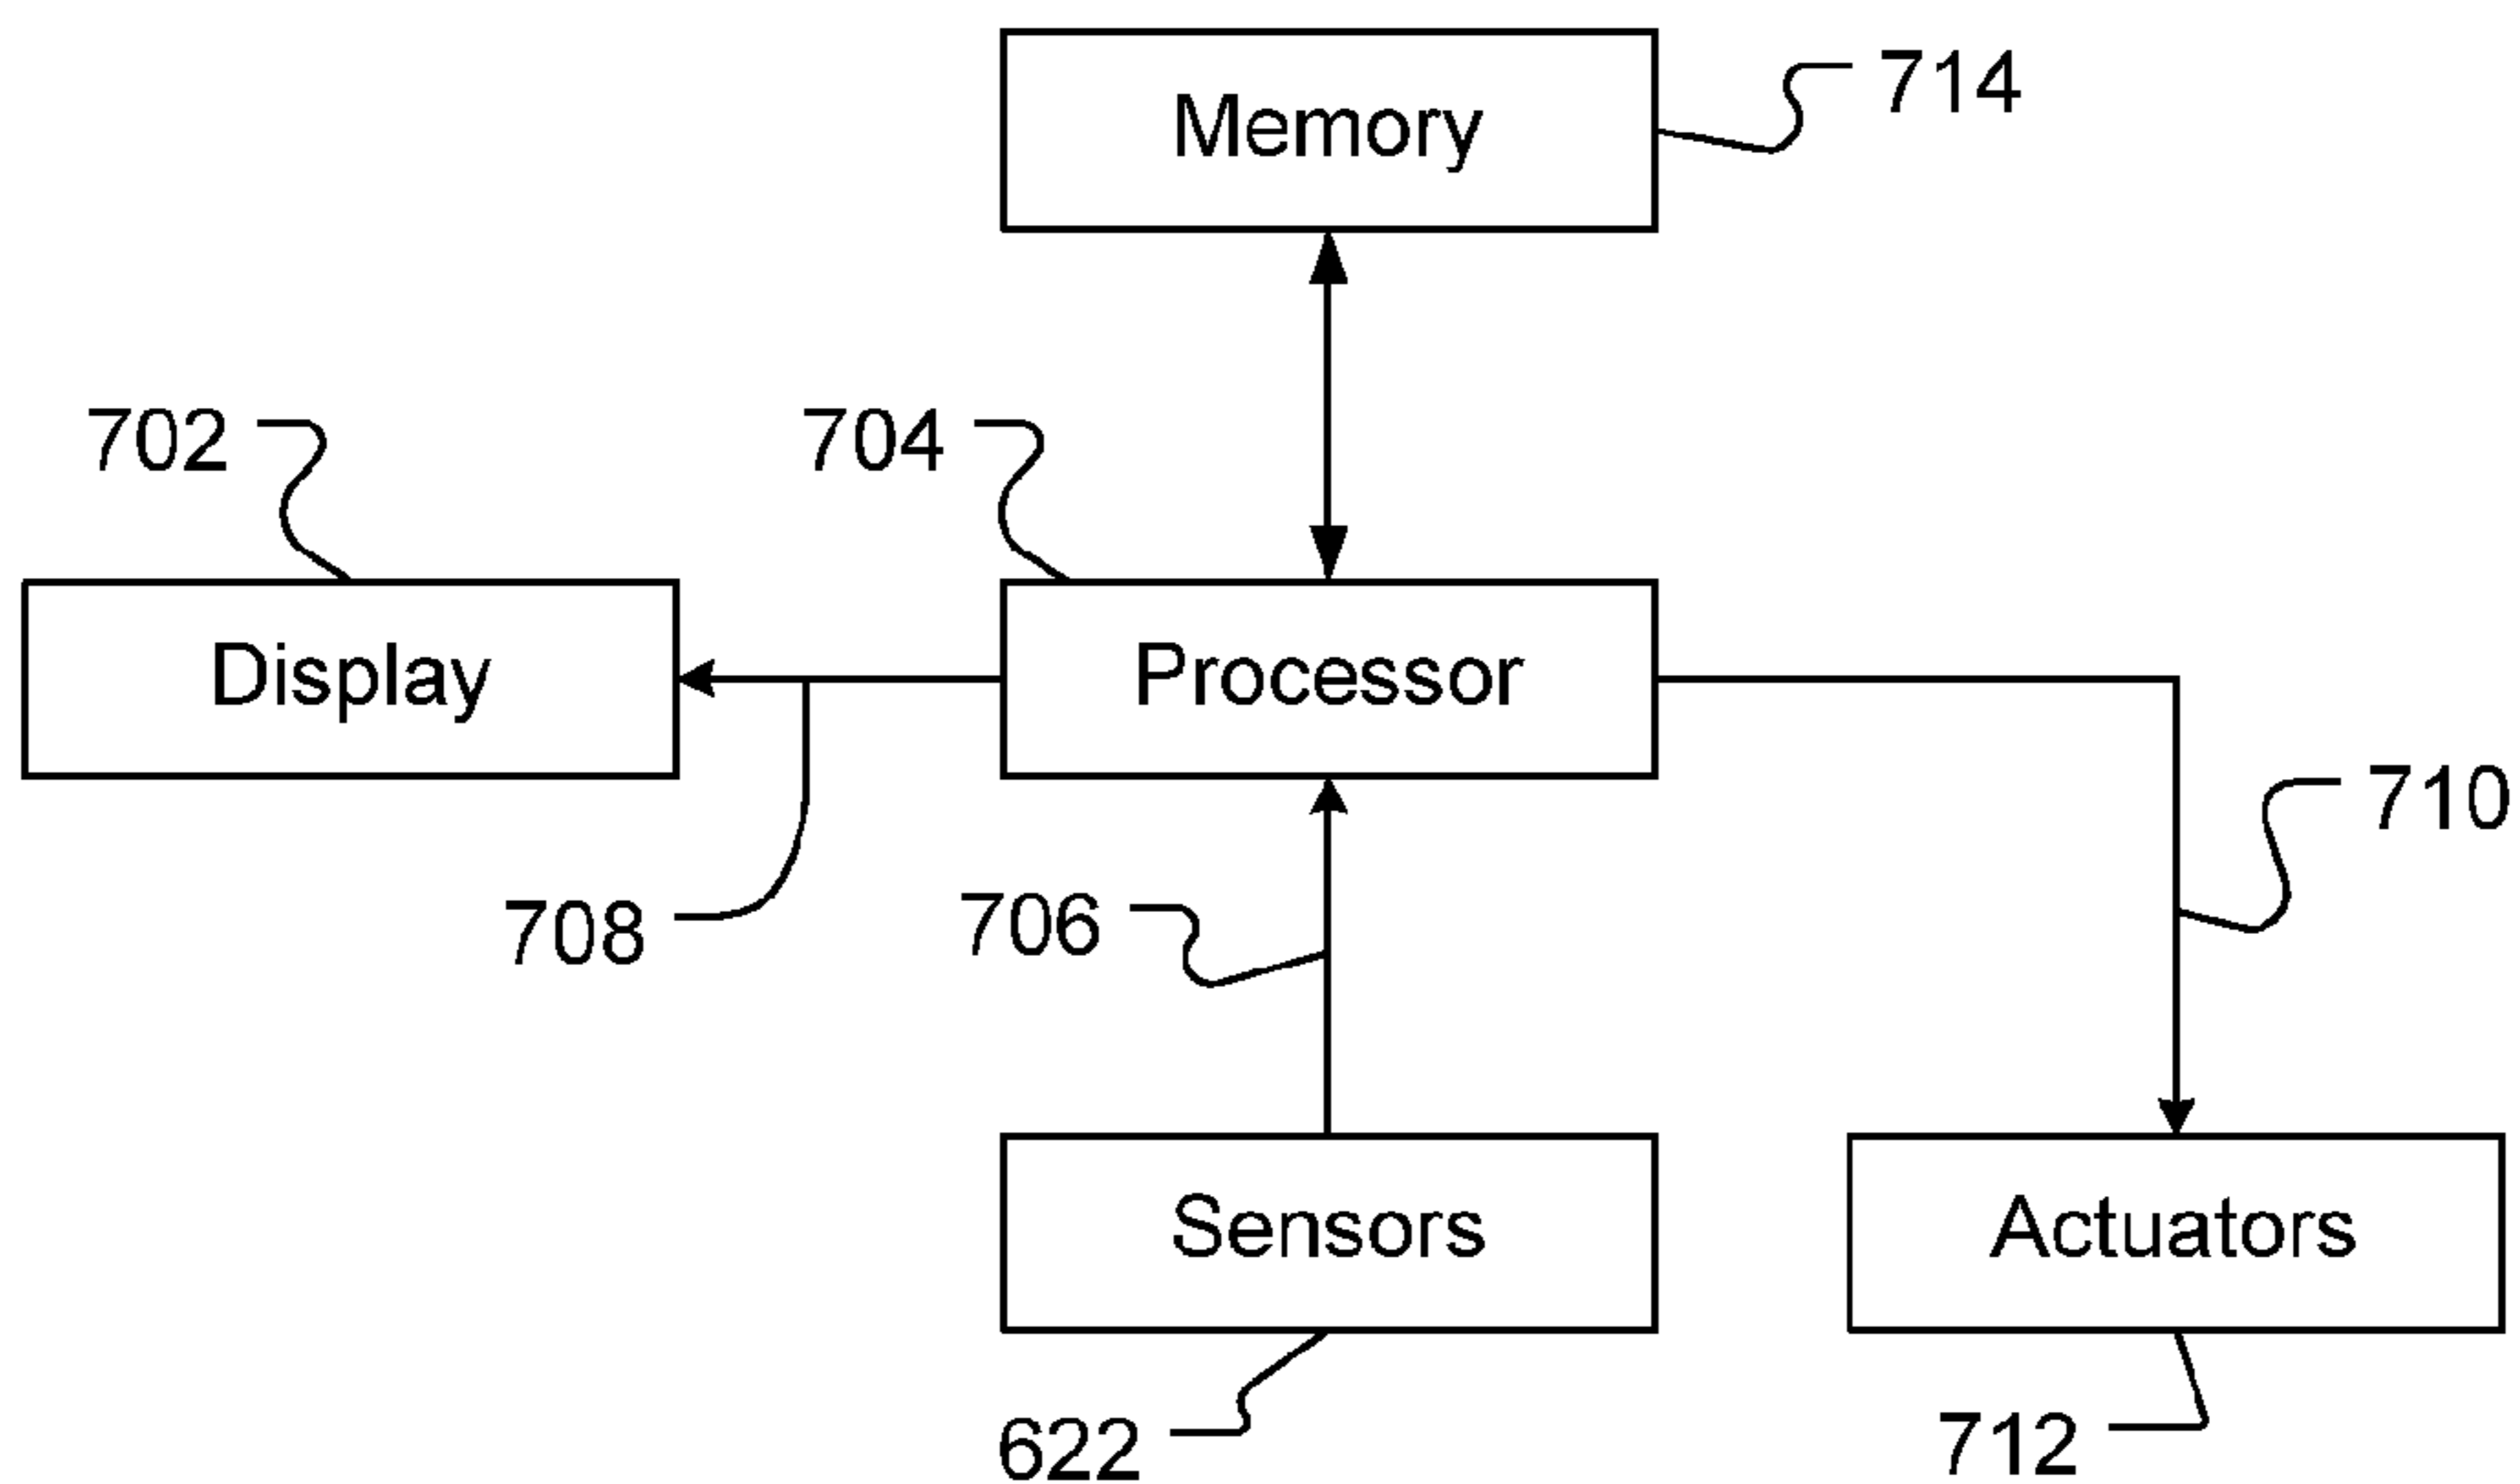 714
Memory
702
704
Display
Processor
710
708
706
Sensors
Actuators
622
712